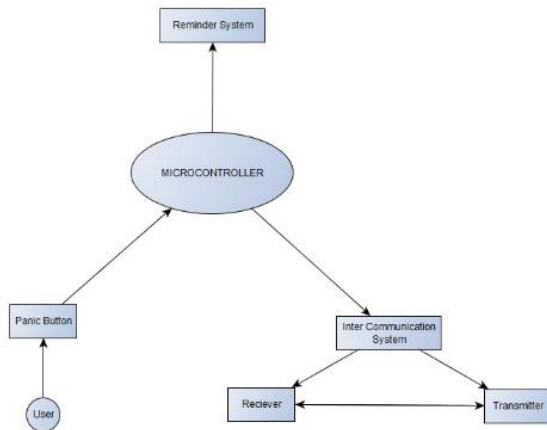 Reminder System
MICROCONTROLLER
Panic Button
Inter Communication
System
User
Reciever
Transmitter